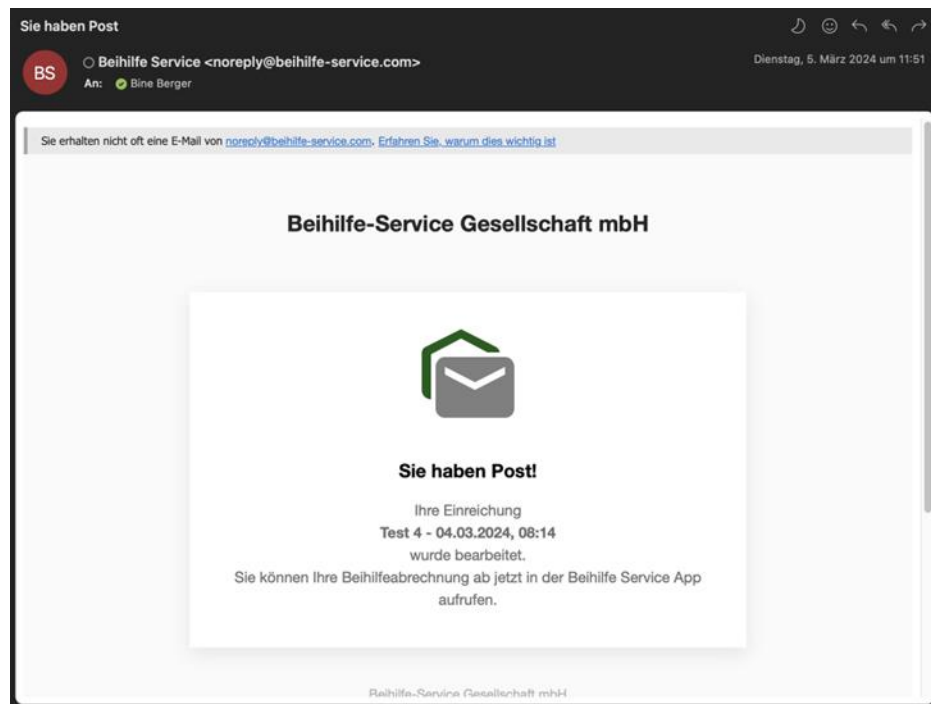 Sie haben Post
BS
Beihilfe Service <noreply@beihilfe-service.com>
Dienstag, 5. März 2024 um 11:51
An: Bine Berger
Sie erhalten nicht oft eine E-Mail von noreply@beihilfe-service.com. Erfahren Sie, warum dies wichtig ist
Beihilfe-Service Gesellschaft mbH
Sie haben Post!
Ihre Einreichung
Test 4 - 04.03.2024, 08:14
wurde bearbeitet.
Sie können Ihre Beihilfeabrechnung ab jetzt in der Beihilfe Service App
aufrufen.
Beihilfe-Service Gesellschaft mbH